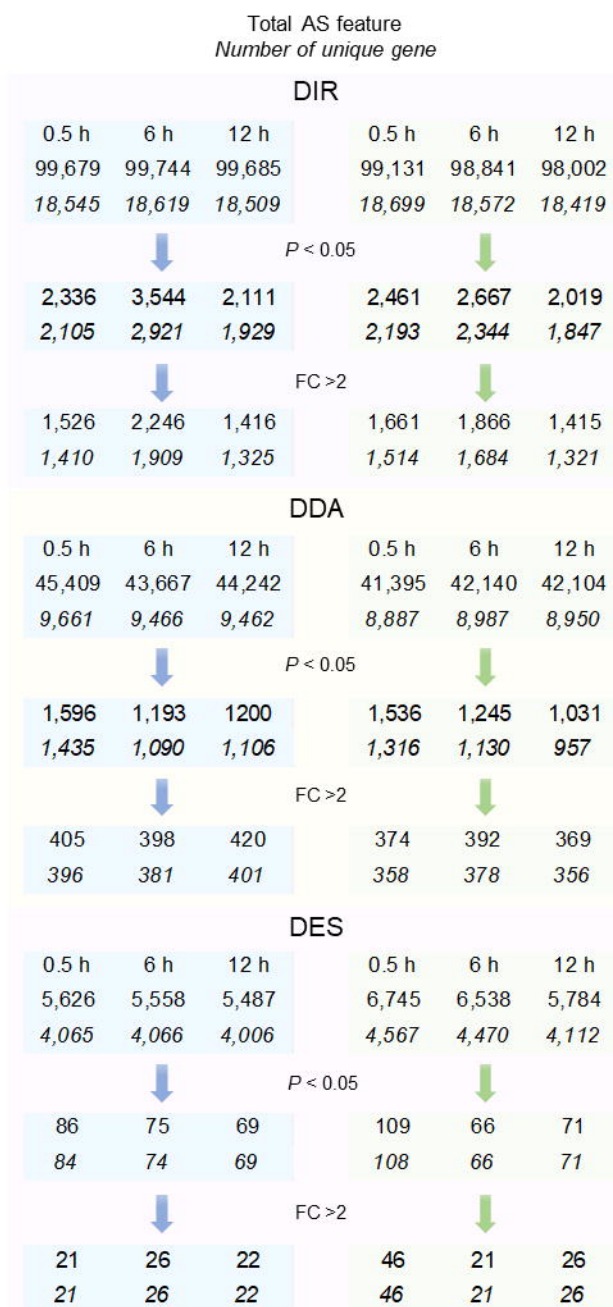 Total AS feature
Number of unique gene
DIR
0.5 h 6 h 12 h 0.5 h 6 h 12 h
99,679 99,744 99,685 99,131 98,841 98,002
18,545 18,619 18,509 18,699 18,572 18,419
P < 0.05
2,336 3,544 2,111 2,461 2,667 2,019
2,105 2,921 1,929 2,193 2,344 1,847
FC >2
1,526 2,246 1,416 1,661 1,866 1,415
1,410 1,909 1,325 1,514 1,684 1,321
DDA
0.5 h 6 h 12 h 0.5 h 6 h 12 h
45,409 43,667 44,242 41,395 42,140 42,104
9,661 9,466 9,462 8,887 8,987 8,950
P < 0.05
1,596 1,193 1200 1,536 1,245 1,031
1,435 1,090 1,106 1,316 1,130 957
FC >2
405 398 420 374 392 369
396 381 401 358 378 356
DES
0.5 h 6 h 12 h 0.5 h 6 h 12 h
5,626 5,558 5,487 6,745 6,538 5,784
4,065 4,066 4,006 4,567 4,470 4,112
P < 0.05
86 75 69 109 66 71
84 74 69 108 66 71
FC >2
21 26 22 46 21 26
21 26 22 46 21 26